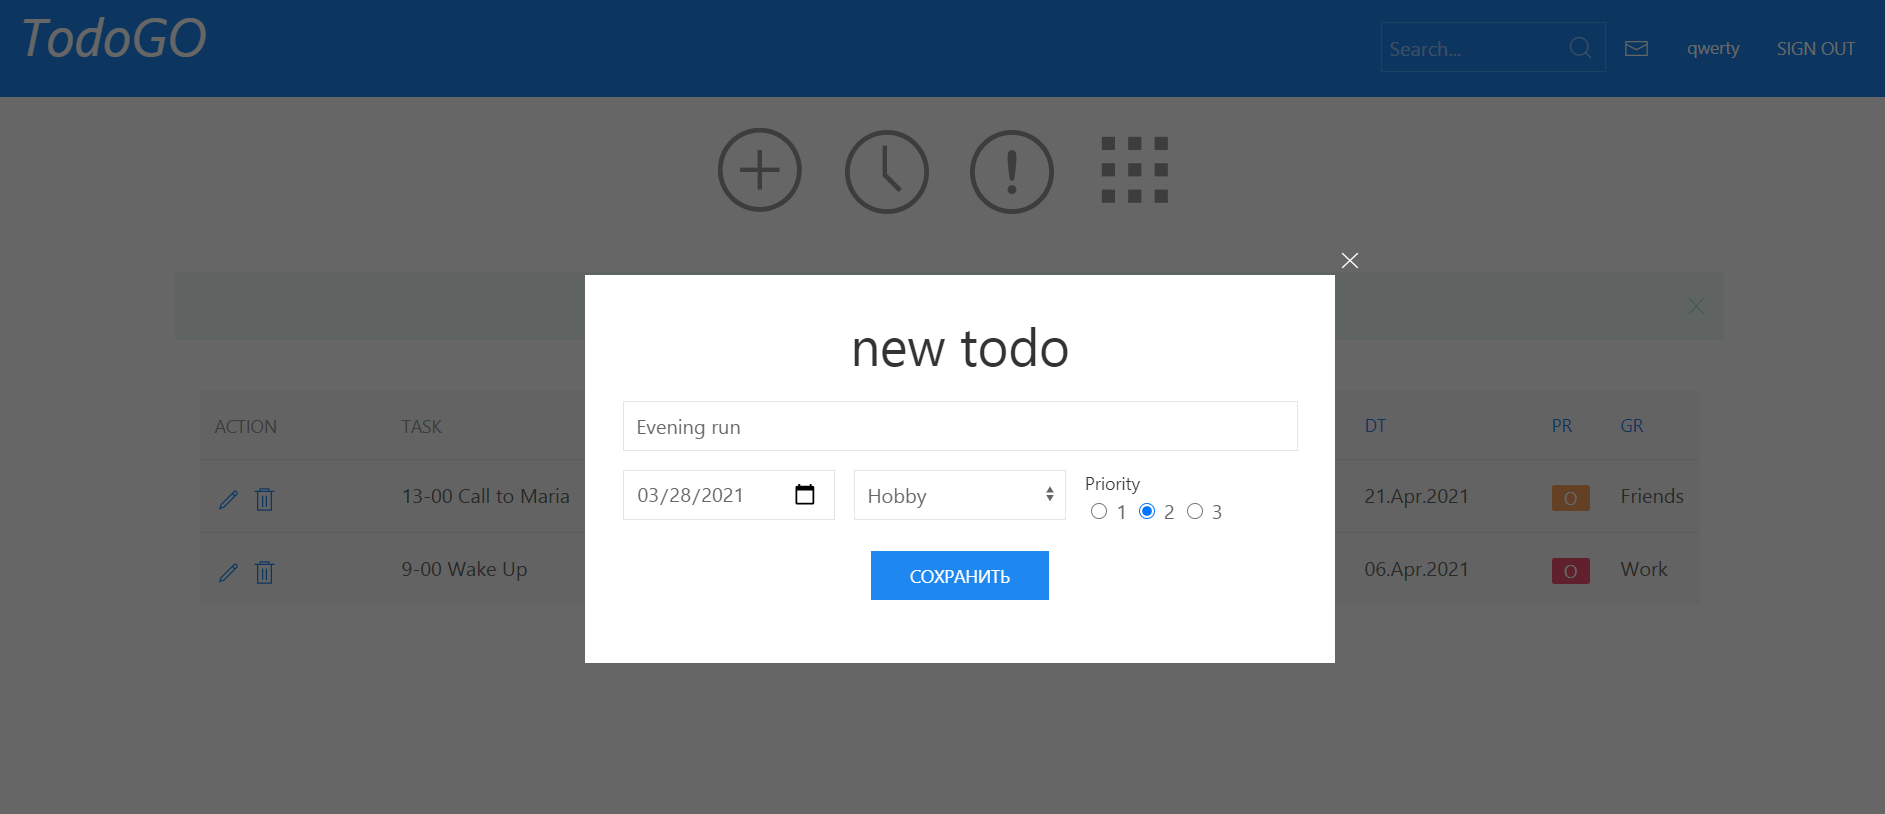 TodoGO
Search...
qwerty
SIGN OUT
new todo
Evening run
03/28/2021
Hobby
Priority
1 2 3
СОХРАНИТЬ
ACTION TASK DT PR GR
13-00 Call to Maria 21.Apr.2021 O Friends
9-00 Wake Up 06.Apr.2021 O Work